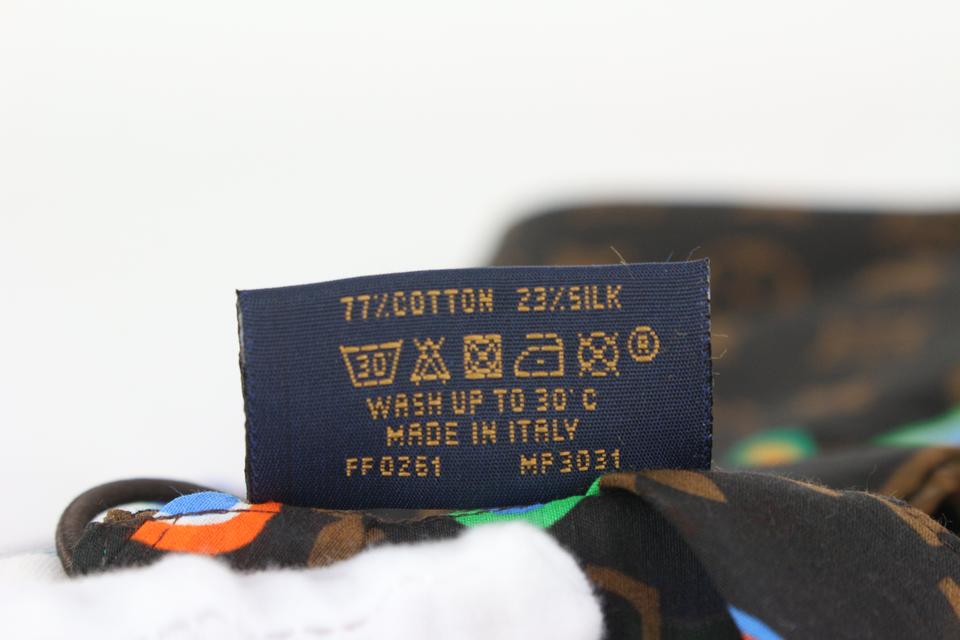 77%COTTON 23%SILK
30
WASH UP TO 30°C
MADE IN ITALY
FF0261 MP3031